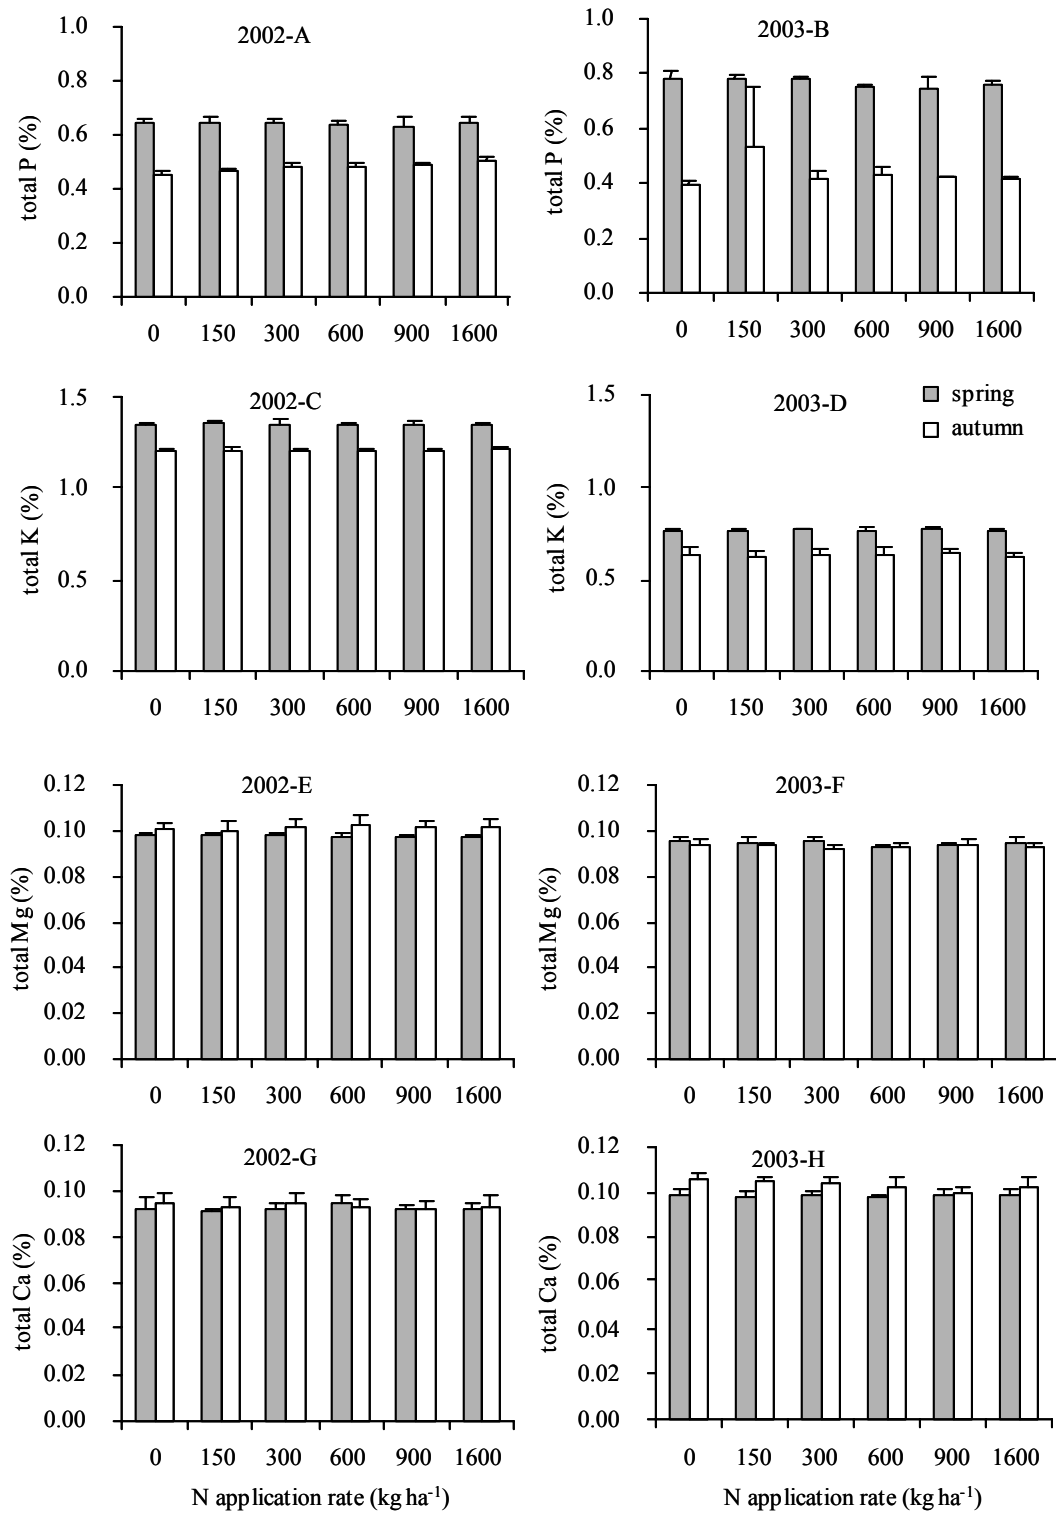 2002-A
total P (%)
1.0
0.8
0.6
0.4
0.2
0.0
0 150 300 600 900 1600
2003-B
total P (%)
1.0
0.8
0.6
0.4
0.2
0.0
0 150 300 600 900 1600
2002-C
total K (%)
1.5
1.0
0.5
0.0
0 150 300 600 900 1600
2003-D
spring
autumn
total K (%)
1.5
1.0
0.5
0.0
0 150 300 600 900 1600
2002-E
total Mg (%)
0.12
0.10
0.08
0.06
0.04
0.02
0.00
0 150 300 600 900 1600
2003-F
total Mg (%)
0.12
0.10
0.08
0.06
0.04
0.02
0.00
0 150 300 600 900 1600
2002-G
total Ca (%)
0.12
0.10
0.08
0.06
0.04
0.02
0.00
0 150 300 600 900 1600
N application rate (kg ha⁻¹)
2003-H
total Ca (%)
0.12
0.10
0.08
0.06
0.04
0.02
0.00
0 150 300 600 900 1600
N application rate (kg ha⁻¹)